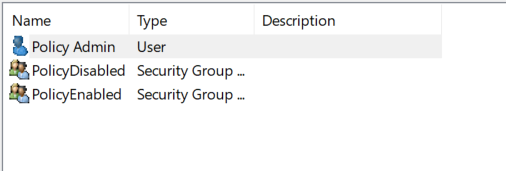 Name Type Description
Policy Admin User
PolicyDisabled Security Group ...
PolicyEnabled Security Group ...